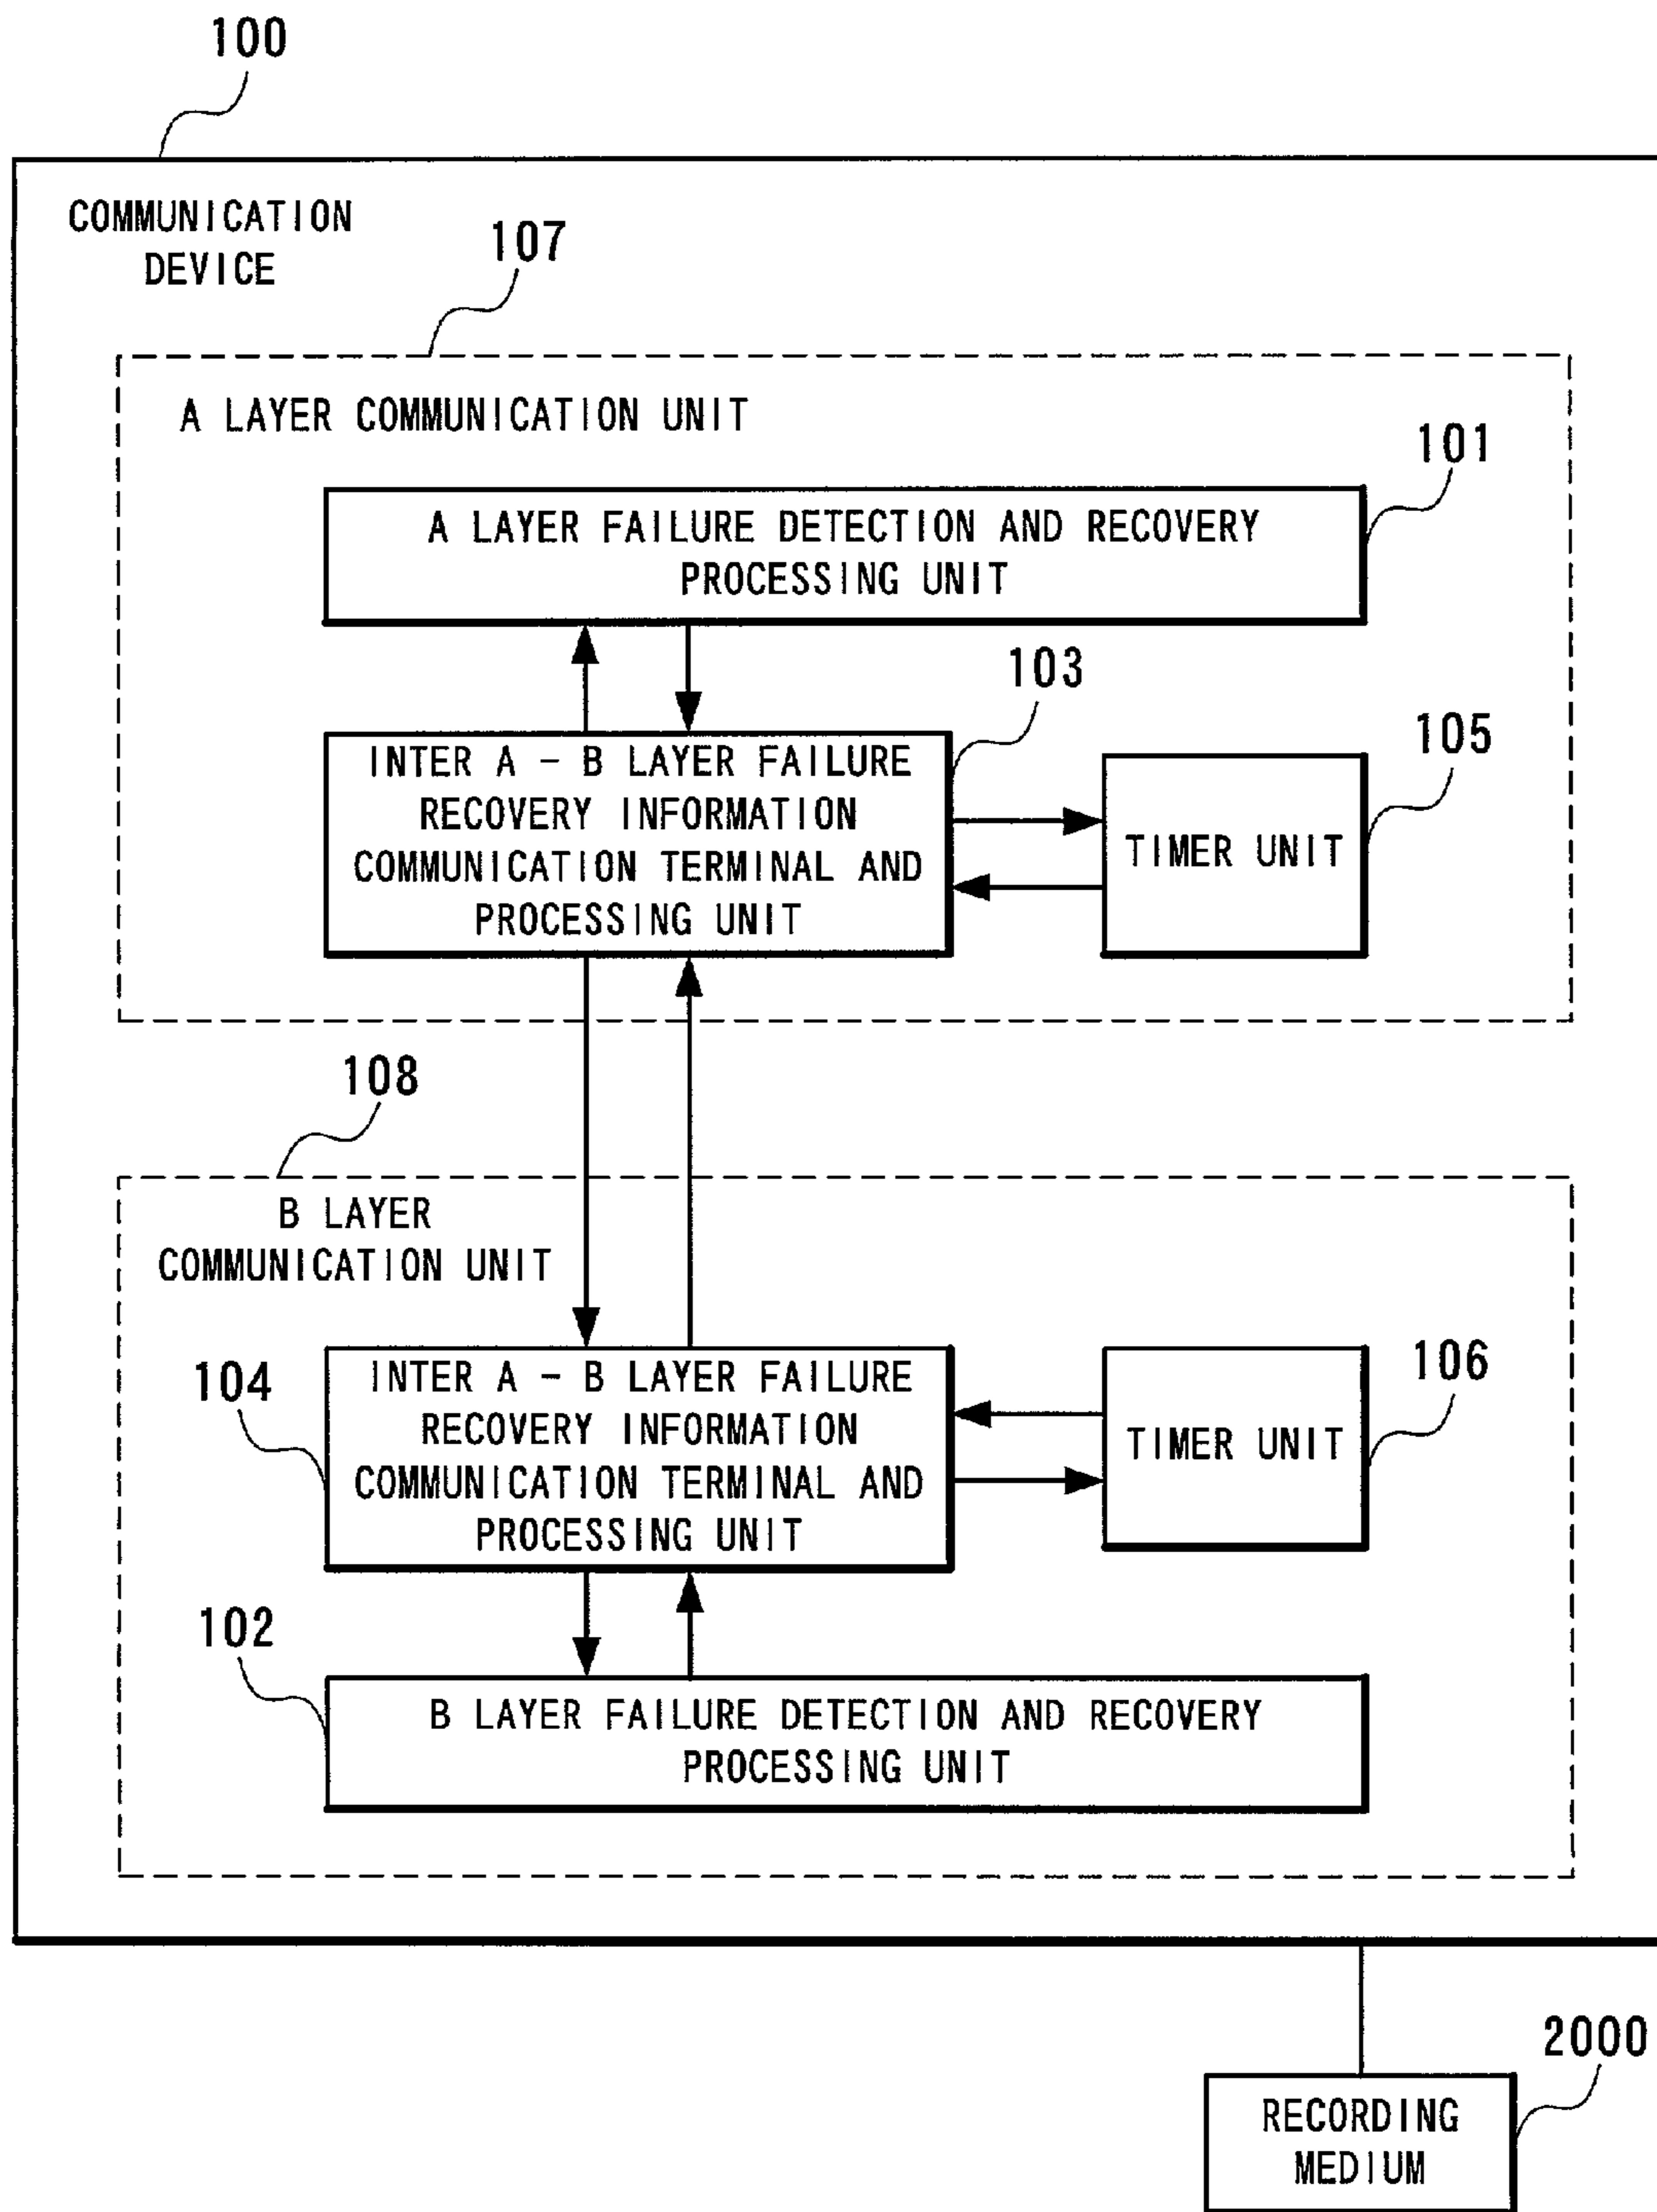 100
COMMUNICATION
DEVICE
107
A LAYER COMMUNICATION UNIT
101
A LAYER FAILURE DETECTION AND RECOVERY
PROCESSING UNIT
103
INTER A - B LAYER FAILURE
RECOVERY INFORMATION
COMMUNICATION TERMINAL AND
PROCESSING UNIT
105
TIMER UNIT
108
B LAYER
COMMUNICATION UNIT
104
INTER A - B LAYER FAILURE
RECOVERY INFORMATION
COMMUNICATION TERMINAL AND
PROCESSING UNIT
106
TIMER UNIT
102
B LAYER FAILURE DETECTION AND RECOVERY
PROCESSING UNIT
2000
RECORDING
MEDIUM